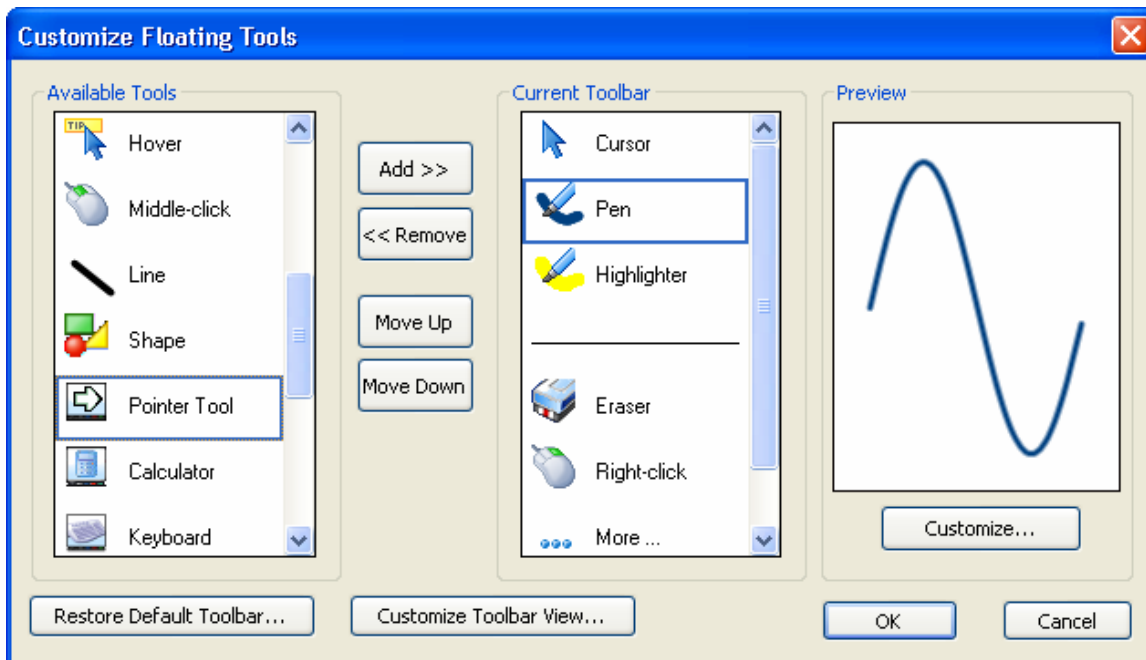 Customize Floating Tools
Available Tools
TIP
Hover
Middle-click
Line
Shape
Pointer Tool
Calculator
Keyboard
Add >>
<< Remove
Move Up
Move Down
Current Toolbar
Cursor
Pen
Highlighter
Eraser
Right-click
More ...
Preview
Customize...
Restore Default Toolbar...
Customize Toolbar View...
OK
Cancel